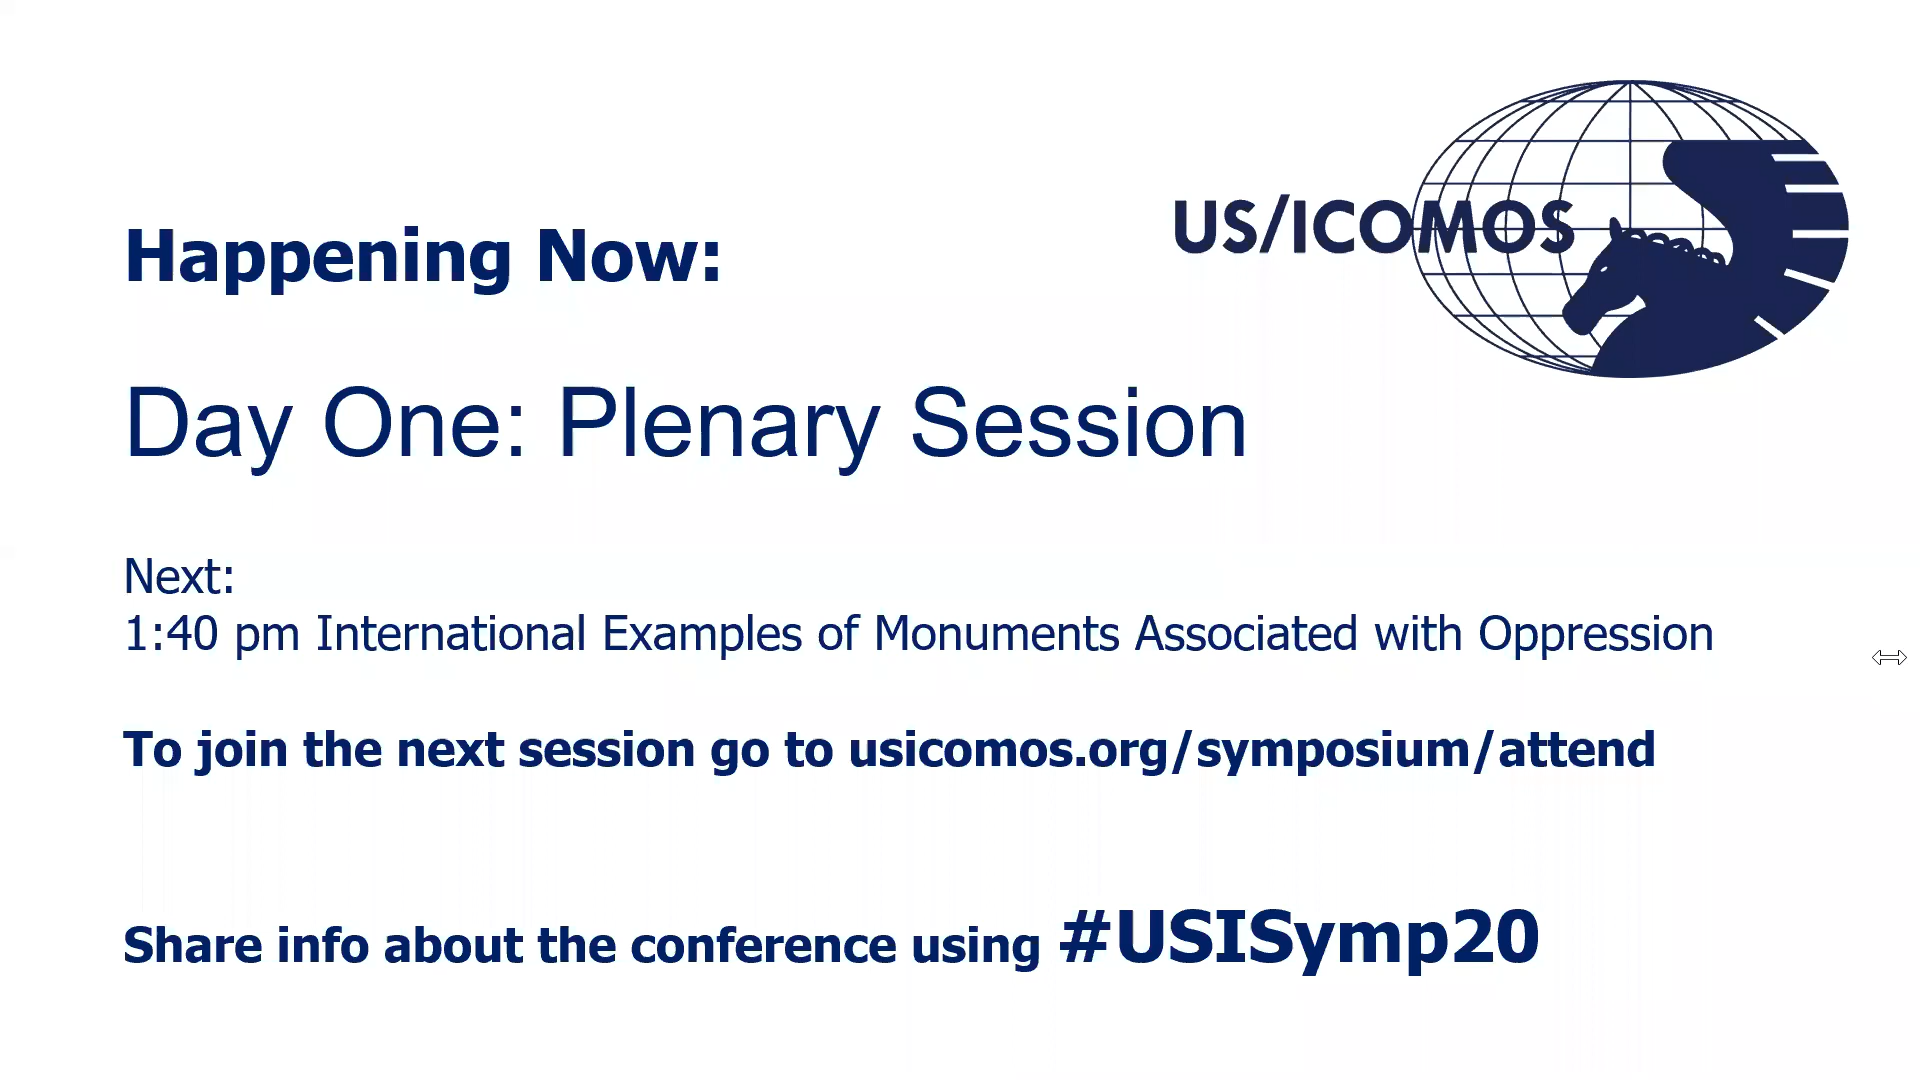 US/ICOMOS
Happening Now:
Day One: Plenary Session
Next:
1:40 pm International Examples of Monuments Associated with Oppression
To join the next session go to usicomos.org/symposium/attend
Share info about the conference using #USISymp20